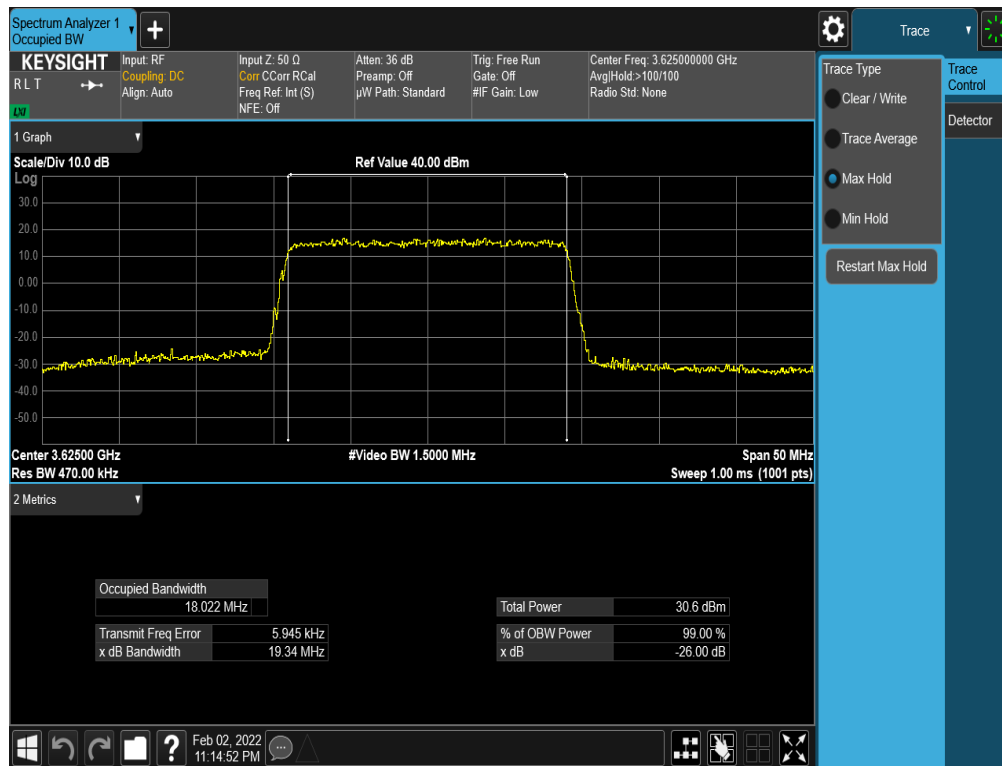 Spectrum Analyzer 1
Occupied BW
Trace
KEYSIGHT
R L T
LXI
Input: RF
Coupling: DC
Align: Auto
Input Z: 50 Ω
Corr CCorr RCal
Freq Ref: Int (S)
NFE: Off
Atten: 36 dB
Preamp: Off
µW Path: Standard
Trig: Free Run
Gate: Off
#IF Gain: Low
Center Freq: 3.625000000 GHz
Avg|Hold:>100/100
Radio Std: None
Trace Type
Clear / Write
Trace Average
Max Hold
Min Hold
Restart Max Hold
Trace
Control
Detector
1 Graph
Scale/Div 10.0 dB
Ref Value 40.00 dBm
Log
30.0
20.0
10.0
0.00
-10.0
-20.0
-30.0
-40.0
-50.0
Center 3.62500 GHz
#Video BW 1.5000 MHz
Span 50 MHz
Res BW 470.00 kHz
Sweep 1.00 ms (1001 pts)
2 Metrics
Occupied Bandwidth
18.022 MHz
Transmit Freq Error 5.945 kHz
x dB Bandwidth 19.34 MHz
Total Power 30.6 dBm
% of OBW Power 99.00 %
x dB -26.00 dB
?
Feb 02, 2022
11:14:52 PM